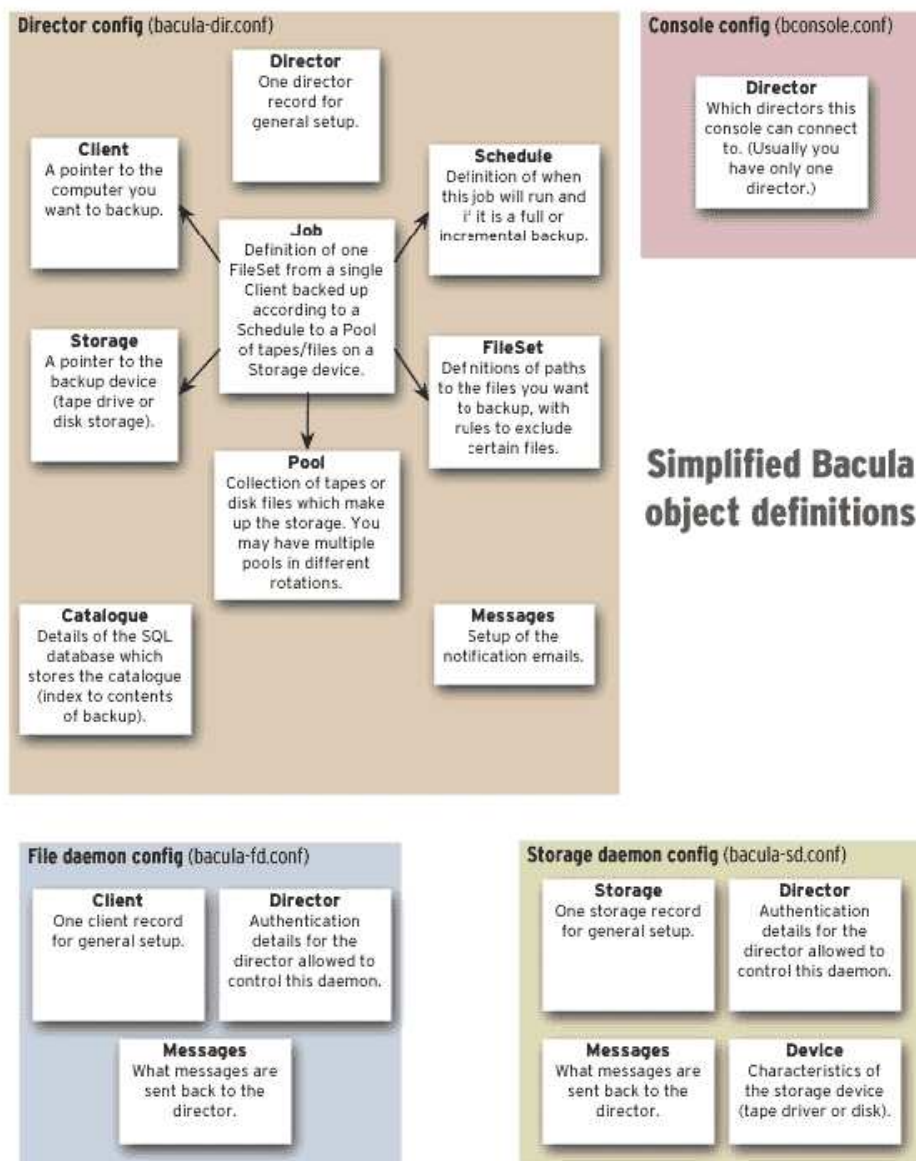 Director config (bacula-dir.conf)
Director
One director
record for
general setup.
Client
A pointer to the
computer you
want to backup.
Schedule
Definition of when
this job will run and
if it is a full or
incremental backup.
Job
Definition of one
FileSet from a single
Client backed up
according to a
Schedule to a Pool
of tapes/files on a
Storage device.
Storage
A pointer to the
backup device
(tape drive or
disk storage).
FileSet
Definitions of paths
to the files you want
to backup, with
rules to exclude
certain files.
Pool
Collection of tapes or
disk files which make
up the storage. You
may have multiple
pools in different
rotations.
Catalogue
Details of the SQL
database which
stores the catalogue
(index to contents
of backup).
Messages
Setup of the
notification emails.
Console config (bconsole.conf)
Director
Which directors this
console can connect
to. (Usually you
have only one
director.)
Simplified Bacula
object definitions
File daemon config (bacula-fd.conf)
Client
One client record
for general setup.
Director
Authentication
details for the
director allowed to
control this daemon.
Messages
What messages are
sent back to the
director.
Storage daemon config (bacula-sd.conf)
Storage
One storage record
for general setup.
Director
Authentication
details for the
director allowed to
control this daemon.
Messages
What messages are
sent back to the
director.
Device
Characteristics of
the storage device
(tape driver or disk).